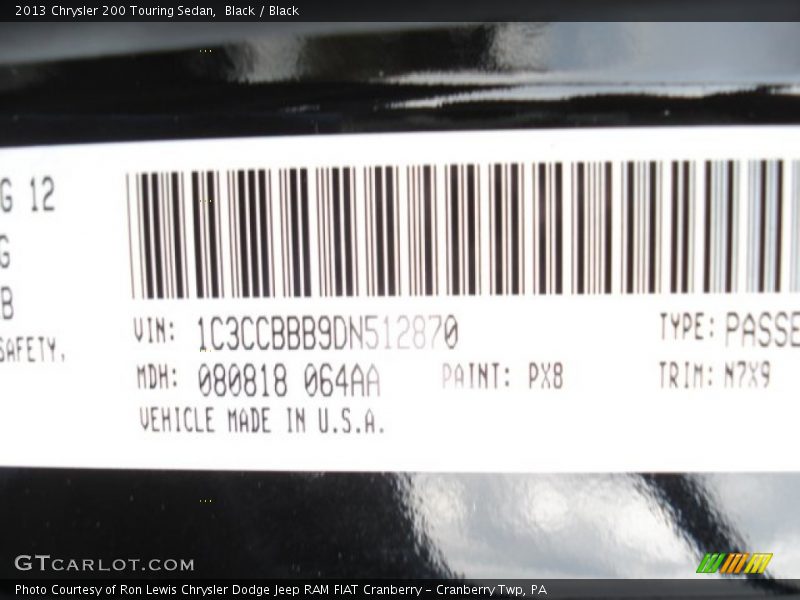 2013 Chrysler 200 Touring Sedan,  Black / Black
G 12
G
B
SAFETY.
VIN: 1C3CCBBB9DN512870
TYPE: PASSE
MDH: 080818 064AA
PAINT: PX8
TRIM: N7X9
VEHICLE MADE IN U.S.A.
GTCARLOT.COM
Photo Courtesy of Ron Lewis Chrysler Dodge Jeep RAM FIAT Cranberry – Cranberry Twp, PA